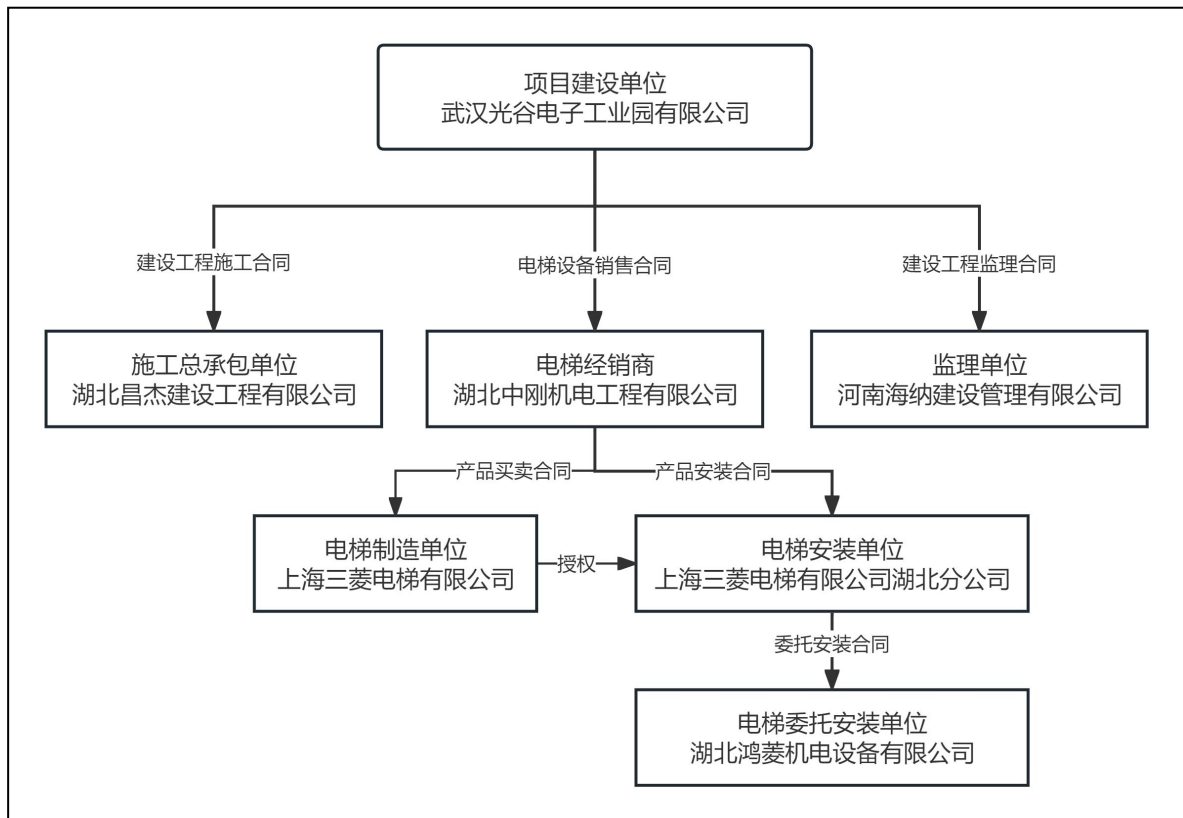 项目建设单位
武汉光谷电子工业园有限公司
建设工程施工合同
电梯设备销售合同
建设工程监理合同
施工总承包单位
湖北昌杰建设工程有限公司
电梯经销商
湖北中刚机电工程有限公司
监理单位
河南海纳建设管理有限公司
产品买卖合同
产品安装合同
电梯制造单位
上海三菱电梯有限公司
授权
电梯安装单位
上海三菱电梯有限公司湖北分公司
委托安装合同
电梯委托安装单位
湖北鸿菱机电设备有限公司